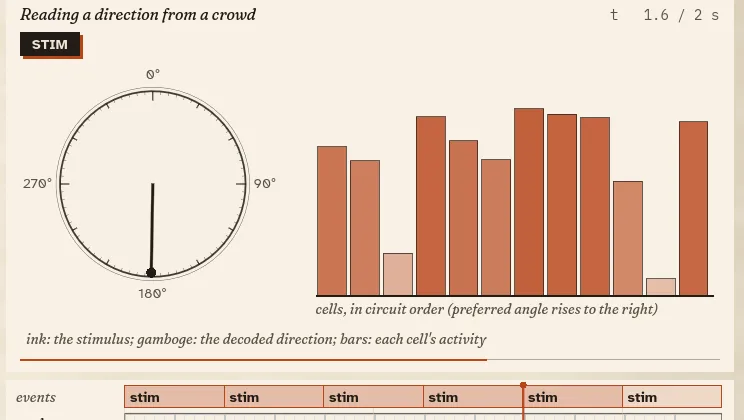 Reading a direction from a crowd
t 1.6 / 2 s
STIM
0°
270°
90°
180°
cells, in circuit order (preferred angle rises to the right)
ink: the stimulus; gamboge: the decoded direction; bars: each cell's activity
events stim stim stim stim stim stim